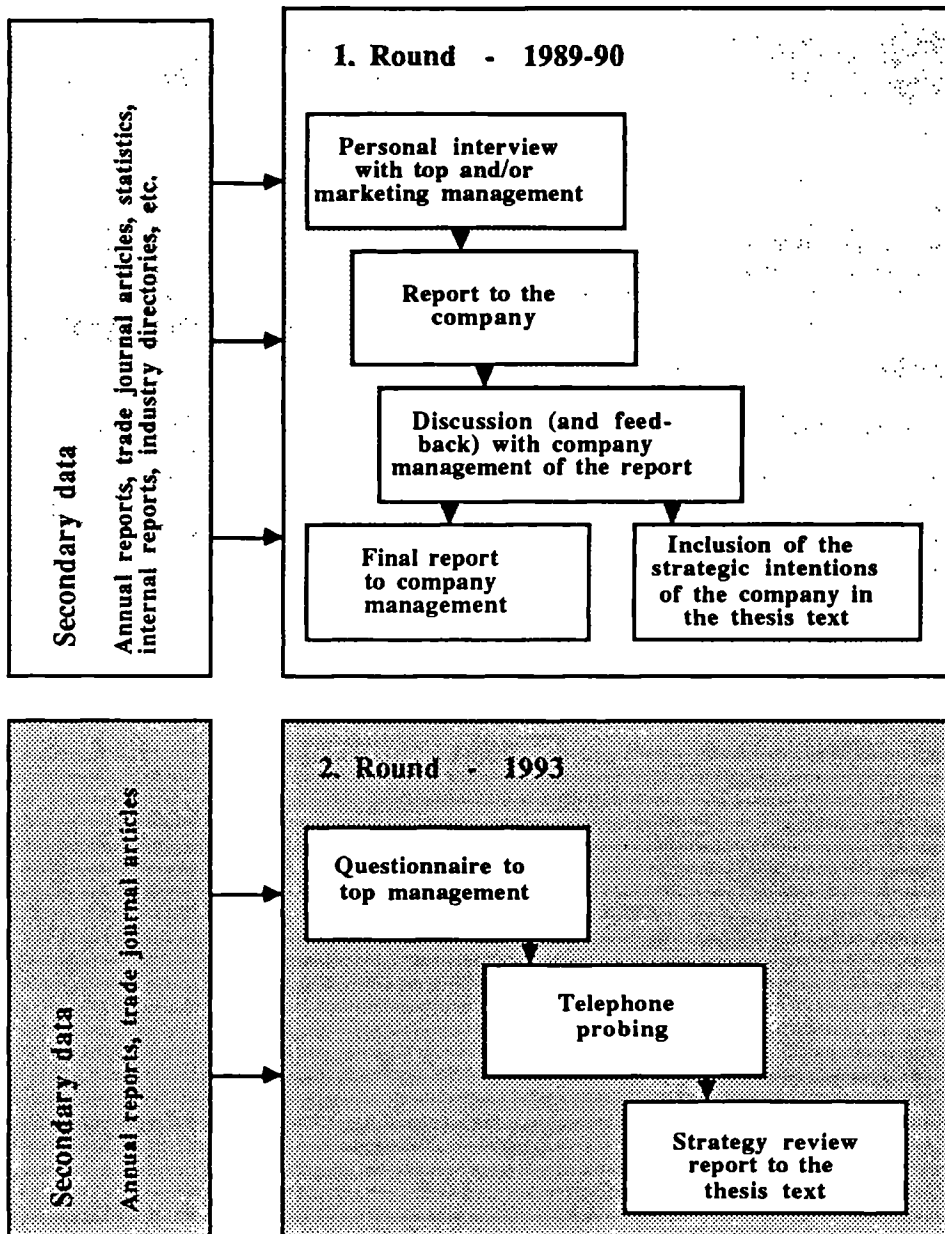 Secondary data
Annual reports, trade journal articles, statistics,
internal reports, industry directories, etc.
1. Round - 1989-90
Personal interview
with top and/or
marketing management
Report to the
company
Discussion (and feed-
back) with company
management of the report
Final report
to company
management
Inclusion of the
strategic intentions
of the company in
the thesis text
Secondary data
Annual reports, trade journal articles
2. Round - 1993
Questionnaire to
top management
Telephone
probing
Strategy review
report to the
thesis text